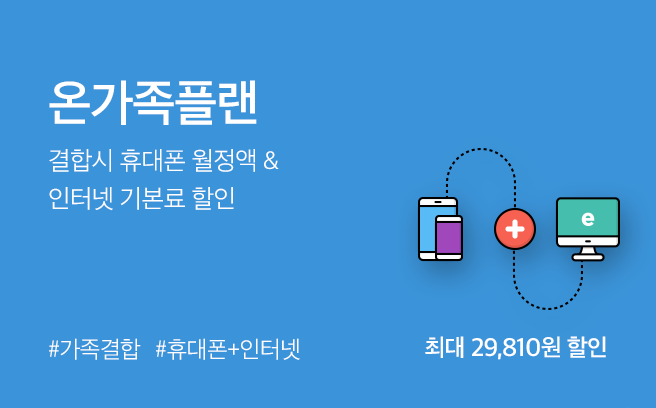 온가족플랜
결합시 휴대폰 월정액 &
인터넷 기본료 할인
e
#가족결합 #휴대폰+인터넷
최대 29,810원 할인